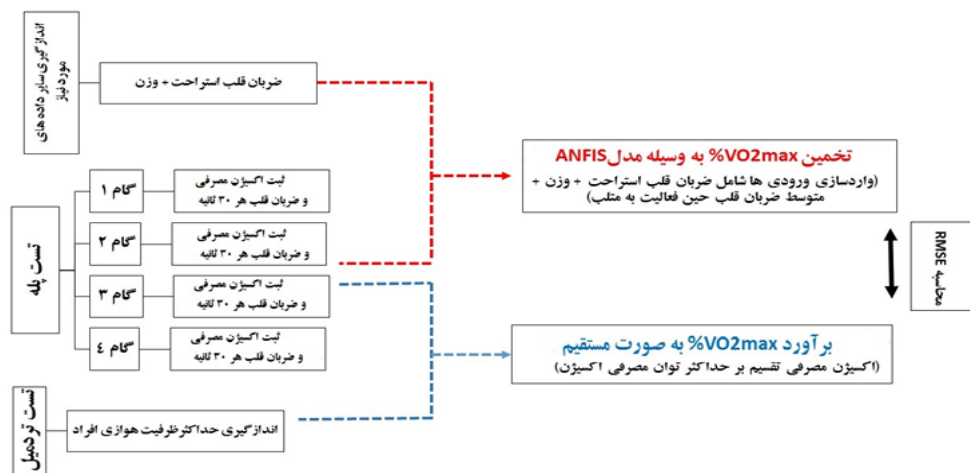 اندازگیری سایر داده های
مورد نیاز
ضربان قلب استراحت + وزن
تست پله
گام ۱
ثبت اکسیژن مصرفی
و ضربان قلب هر ۳۰ ثانیه
گام ۲
ثبت اکسیژن مصرفی
و ضربان قلب هر ۳۰ ثانیه
گام ۳
ثبت اکسیژن مصرفی
و ضربان قلب هر ۳۰ ثانیه
گام ٤
ثبت اکسیژن مصرفی
و ضربان قلب هر ۳۰ ثانیه
تست تردمیل
اندازگیری حداکثرظرفیت هوازی افراد
تخمین %VO2max به وسیله مدلANFIS
(واردسازی ورودی ها شامل ضربان قلب استراحت + وزن +
متوسط ضربان قلب حین فعالیت به متلب)
برآورد %VO2max به صورت مستقیم
(اکسیژن مصرفی تقسیم بر حداکثر توان مصرفی اکسیژن)
محاسبه RMSE